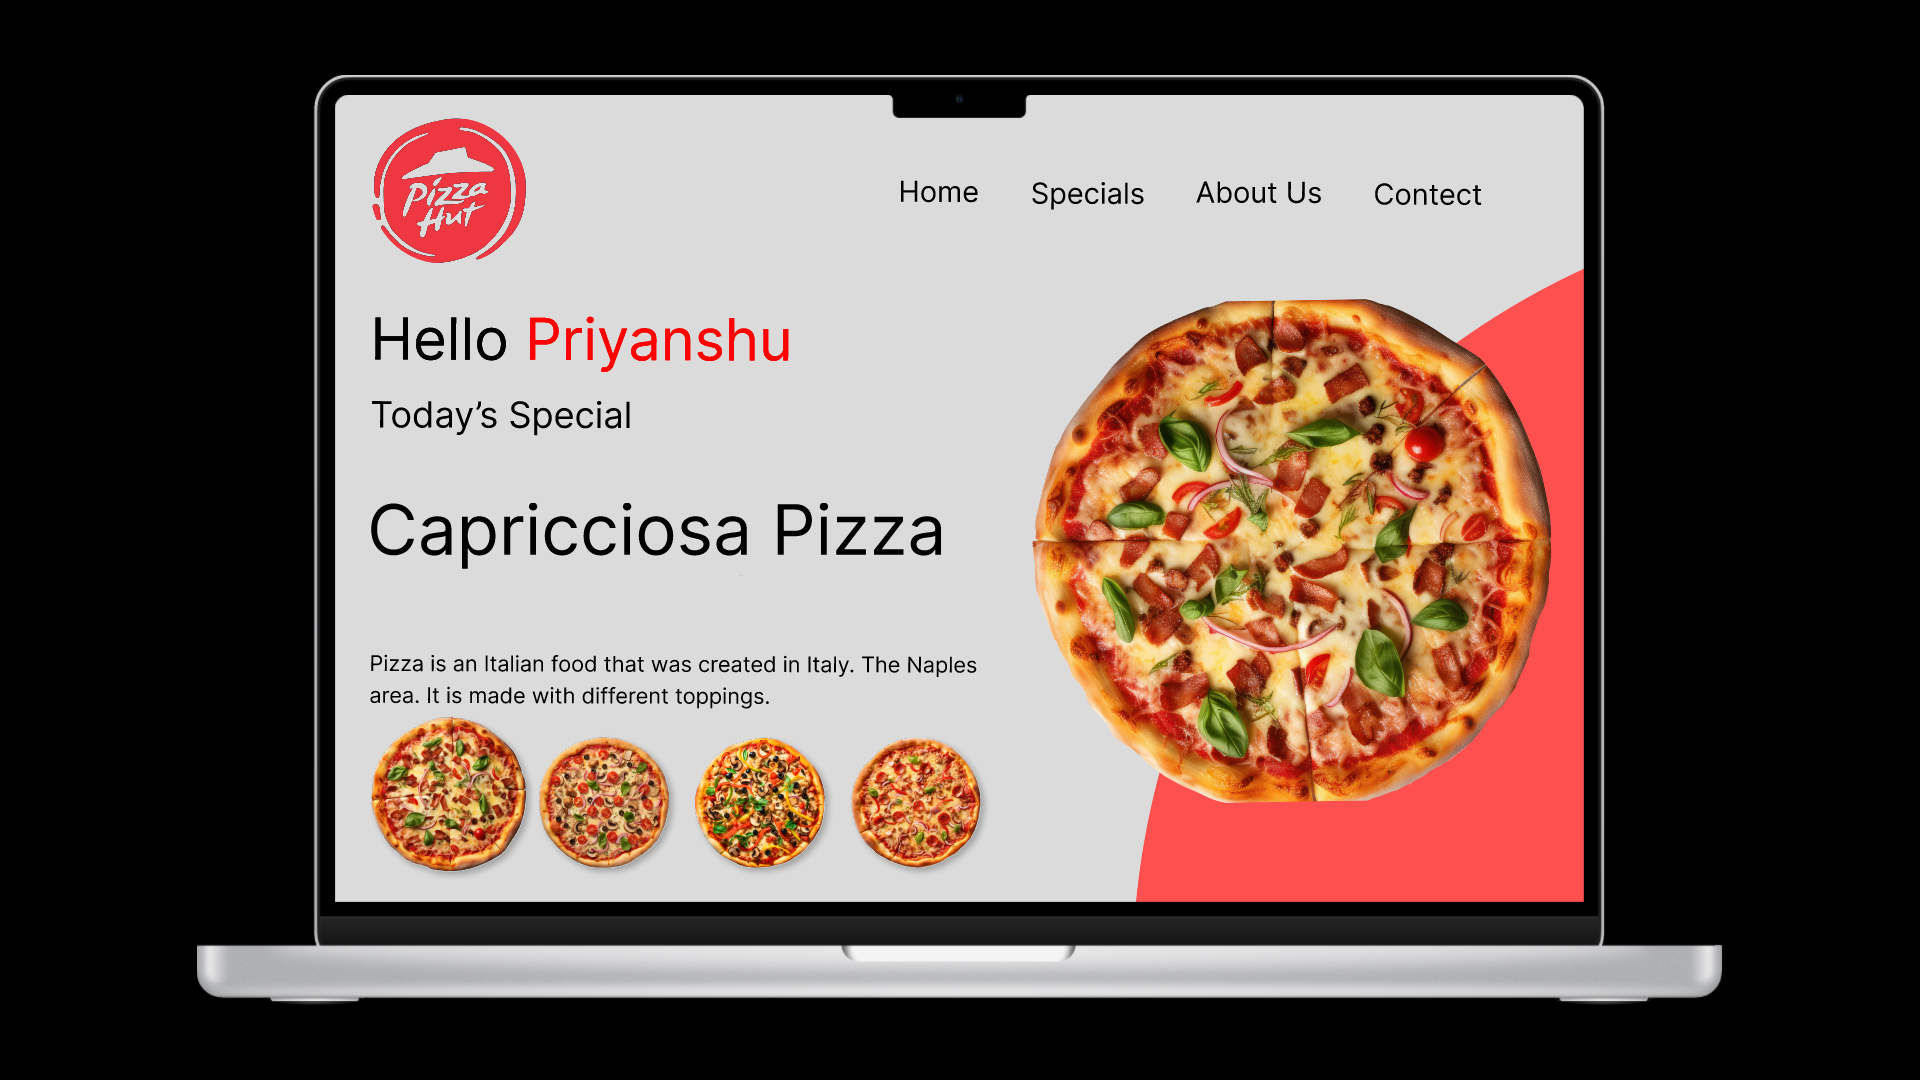 Pizza
Hut
Home Specials About Us Contect
Hello Priyanshu
Today’s Special
Capricciosa Pizza
Pizza is an Italian food that was created in Italy. The Naples
area. It is made with different toppings.